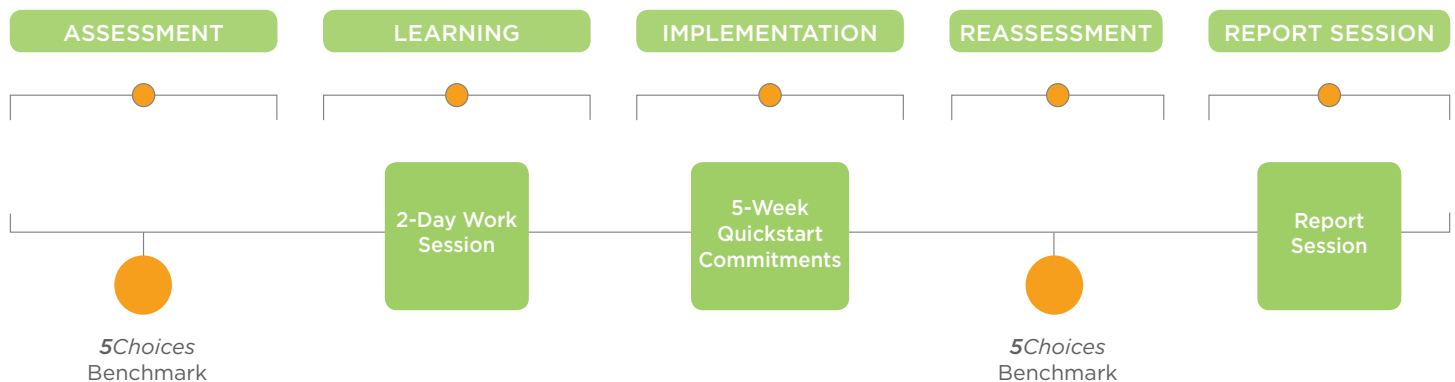 ASSESSMENT
LEARNING
IMPLEMENTATION
REASSESSMENT
REPORT SESSION
2-Day Work
Session
5-Week
Quickstart
Commitments
Report
Session
5Choices
Benchmark
5Choices
Benchmark